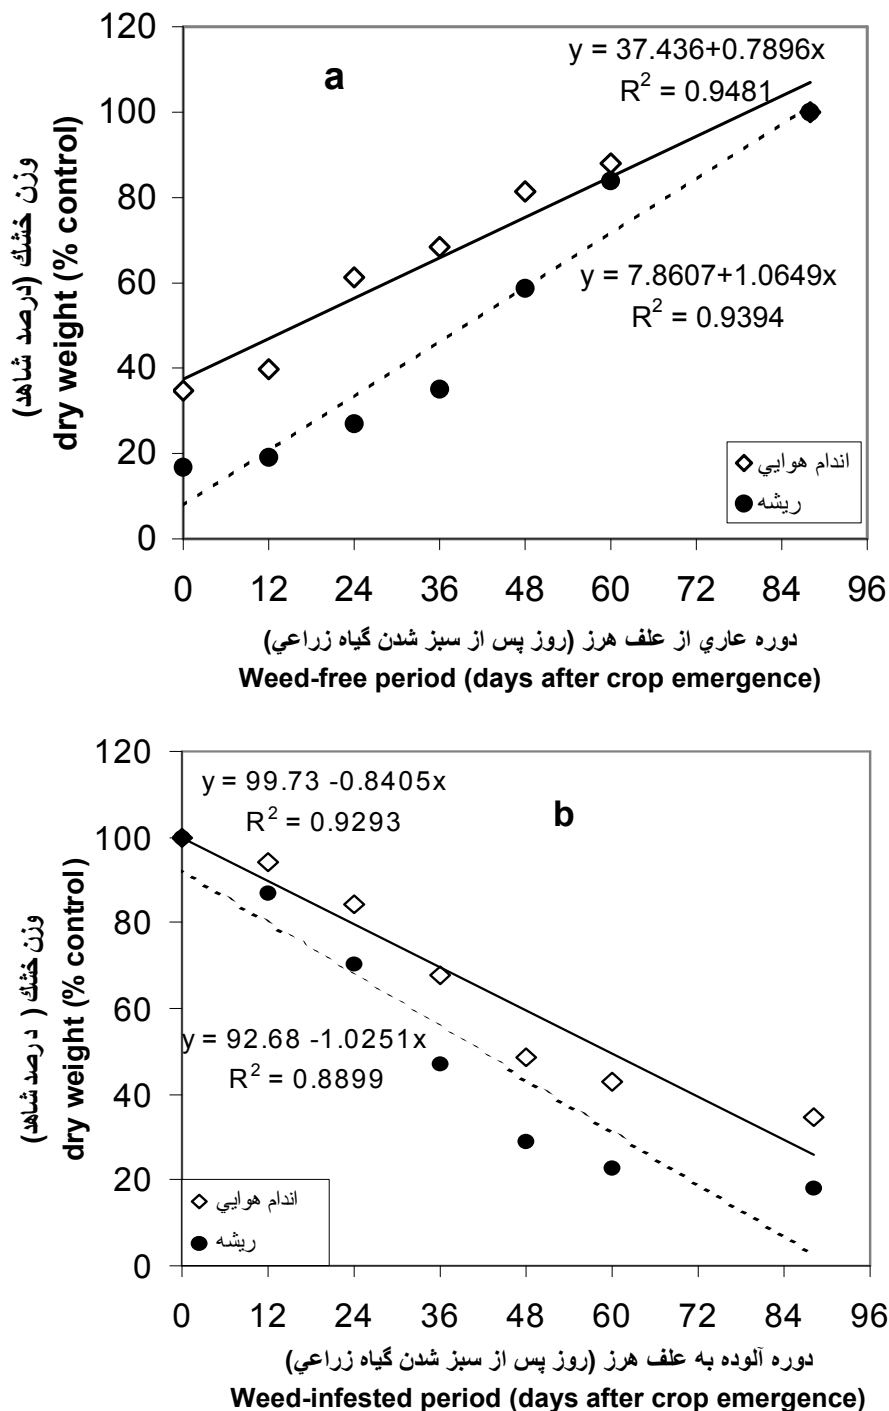 120
100
80
60
40
20
0
وزن خشك (درصد شاهد)
dry weight (% control)
a
y = 37.436+0.7896x
R² = 0.9481
y = 7.8607+1.0649x
R² = 0.9394
اندام هوايي
ريشه
0 12 24 36 48 60 72 84 96
دوره عاري از علف هرز (روز پس از سبز شدن گياه زراعي)
Weed-free period (days after crop emergence)
120
100
80
60
40
20
0
وزن خشك ( درصد شاهد)
dry weight (% control)
y = 99.73 -0.8405x
R² = 0.9293
b
y = 92.68 -1.0251x
R² = 0.8899
اندام هوايي
ريشه
0 12 24 36 48 60 72 84 96
دوره آلوده به علف هرز (روز پس از سبز شدن گياه زراعي)
Weed-infested period (days after crop emergence)